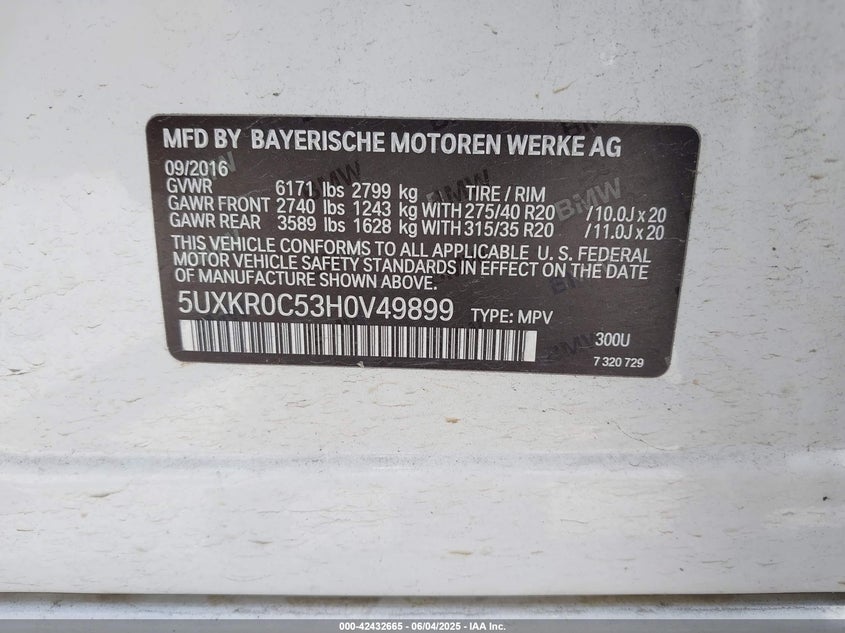 MFD BY BAYERISCHE MOTOREN WERKE AG
09/2016
GVWR 6171 lbs 2799 kg TIRE / RIM
GAWR FRONT 2740 lbs 1243 kg WITH 275/40 R20 /10.0J x 20
GAWR REAR 3589 lbs 1628 kg WITH 315/35 R20 /11.0J x 20
THIS VEHICLE CONFORMS TO ALL APPLICABLE U. S. FEDERAL
MOTOR VEHICLE SAFETY STANDARDS IN EFFECT ON THE DATE
OF MANUFACTURE SHOWN ABOVE.
5UXKR0C53H0V49899 TYPE: MPV
300U
7 320 729
000-42432665 - 06/04/2025 - IAA Inc.